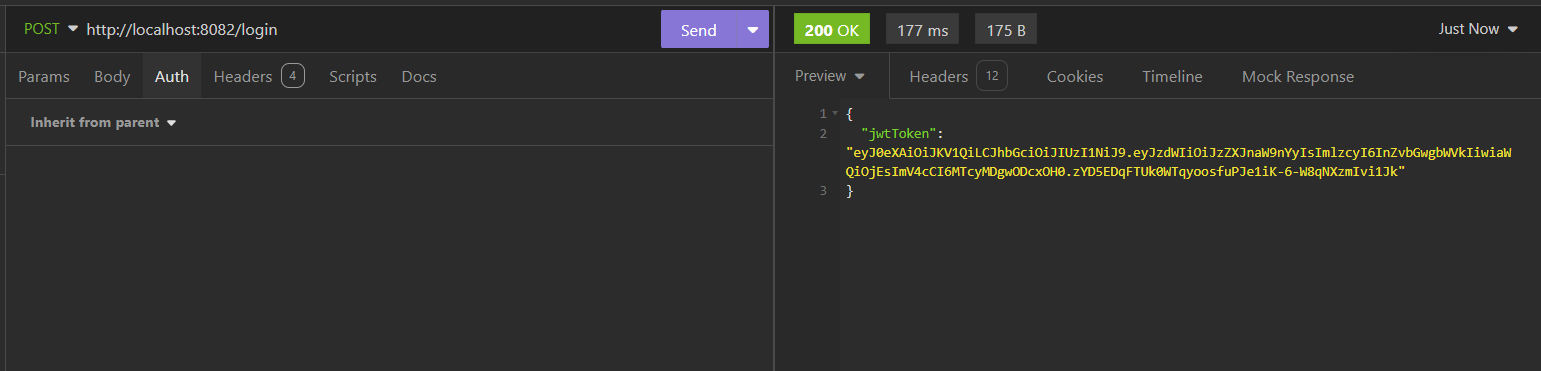 POST http://localhost:8082/login Send
200 OK 177 ms 175 B Just Now
Params Body Auth Headers 4 Scripts Docs
Preview Headers 12 Cookies Timeline Mock Response
Inherit from parent
1 {
2 "jwtToken":
"eyJ0eXAiOiJKV1QiLCJhbGciOiJIUzI1NiJ9.eyJzdWIiOiJzZXJnaW9nYyIsImlzcyI6InZvbGwgbWVkIiwiaW
QiOjEsImV4cCI6MTcyMDgwODcxOH0.zYD5EDqFTUk0WTqyoosfuPJe1iK-6-W8qNXzmIvi1Jk"
3 }